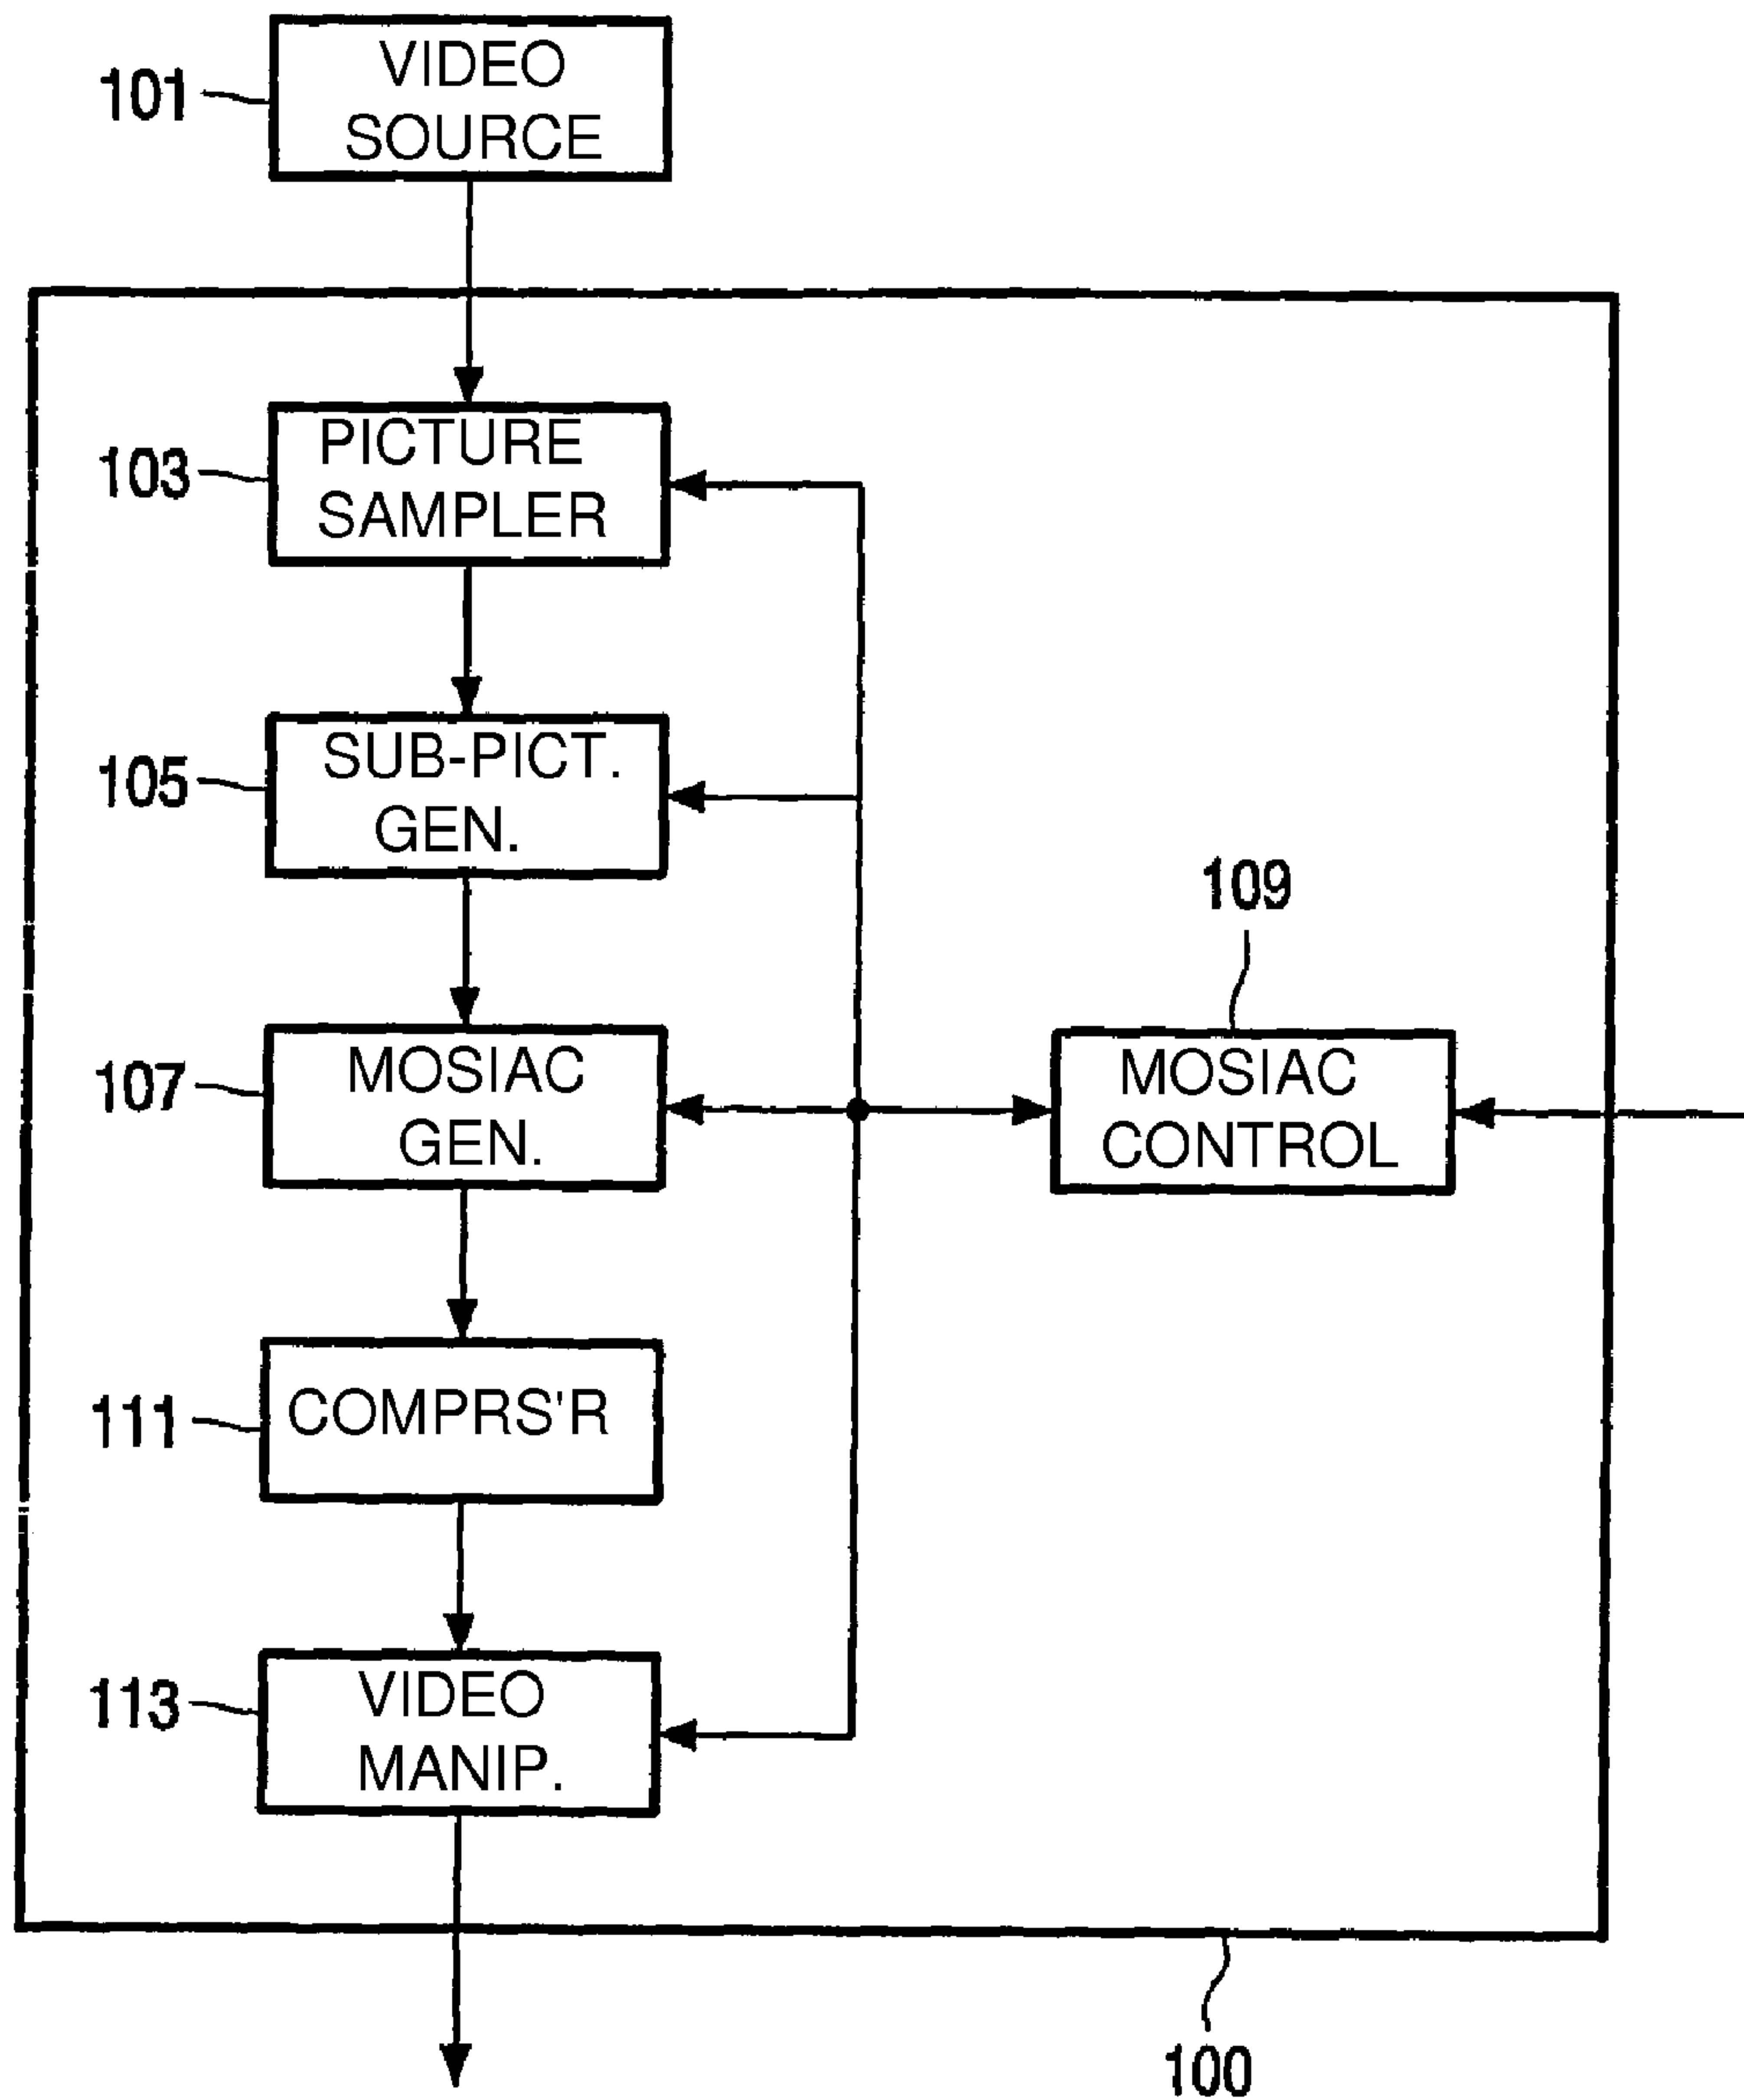 101
VIDEO
SOURCE
103
PICTURE
SAMPLER
105
SUB-PICT.
GEN.
109
107
MOSIAC
GEN.
MOSIAC
CONTROL
111
COMPRS'R
113
VIDEO
MANIP.
100